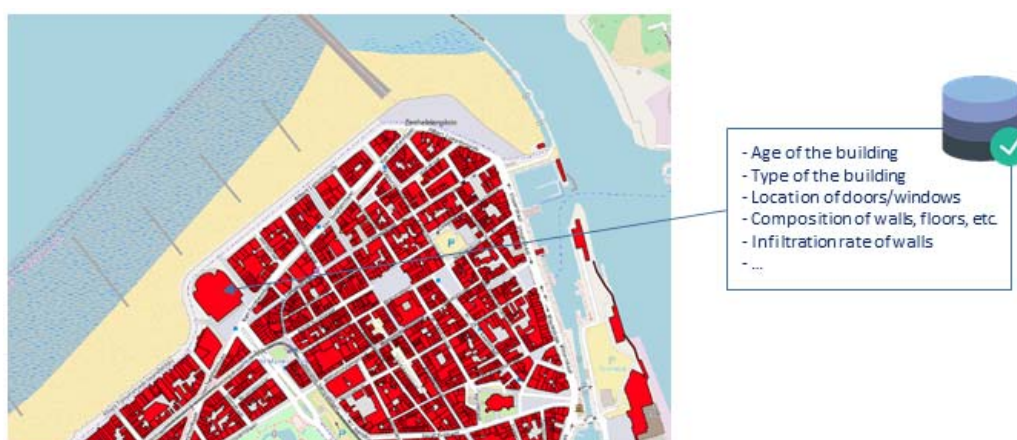 Zeeheldenplein
- Age of the building
- Type of the building
- Location of doors/windows
- Composition of walls, floors, etc.
- Infiltration rate of walls
- ...
P
P